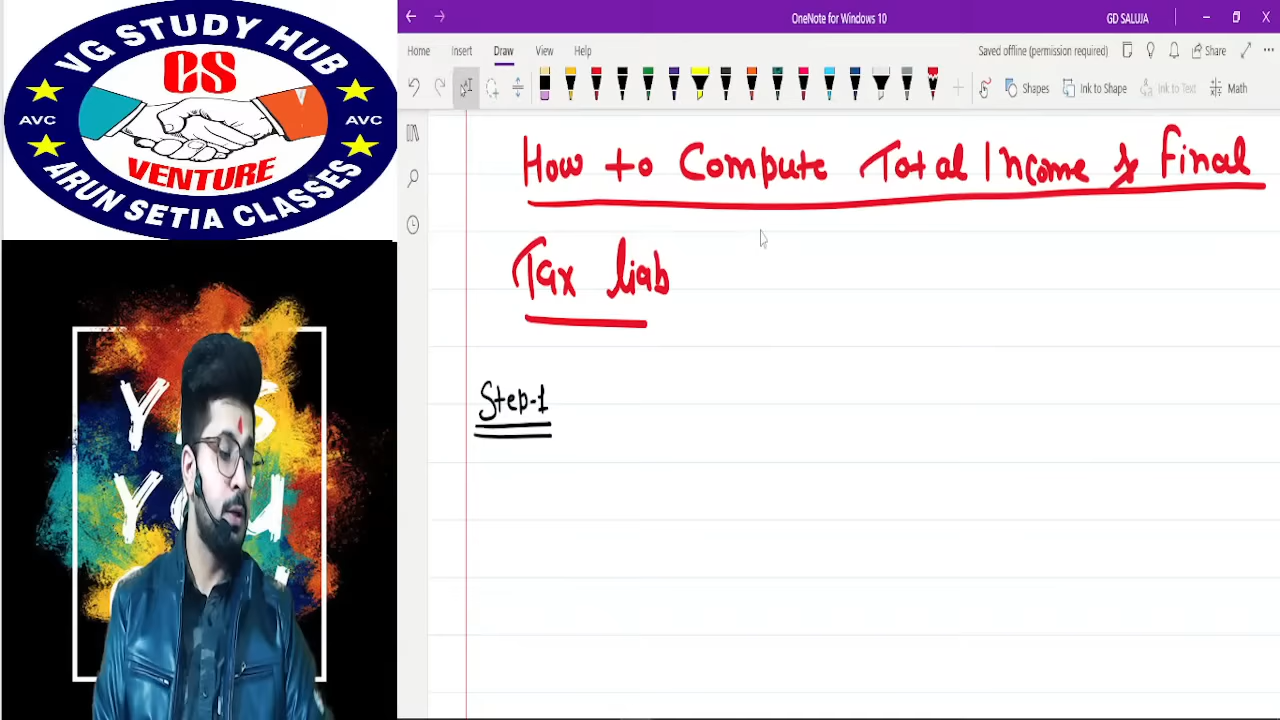 VG STUDY HUB
CS
AVC
AVC
VENTURE
ARUN SETIA CLASSES
OneNote for Windows 10
GD SALUJA
Home
Insert
Draw
View
Help
Saved offline (permission required)
Share
Shapes
Ink to Shape
Ink to Text
Math
How to Compute Total Income & Final
Tax liab
Step-1